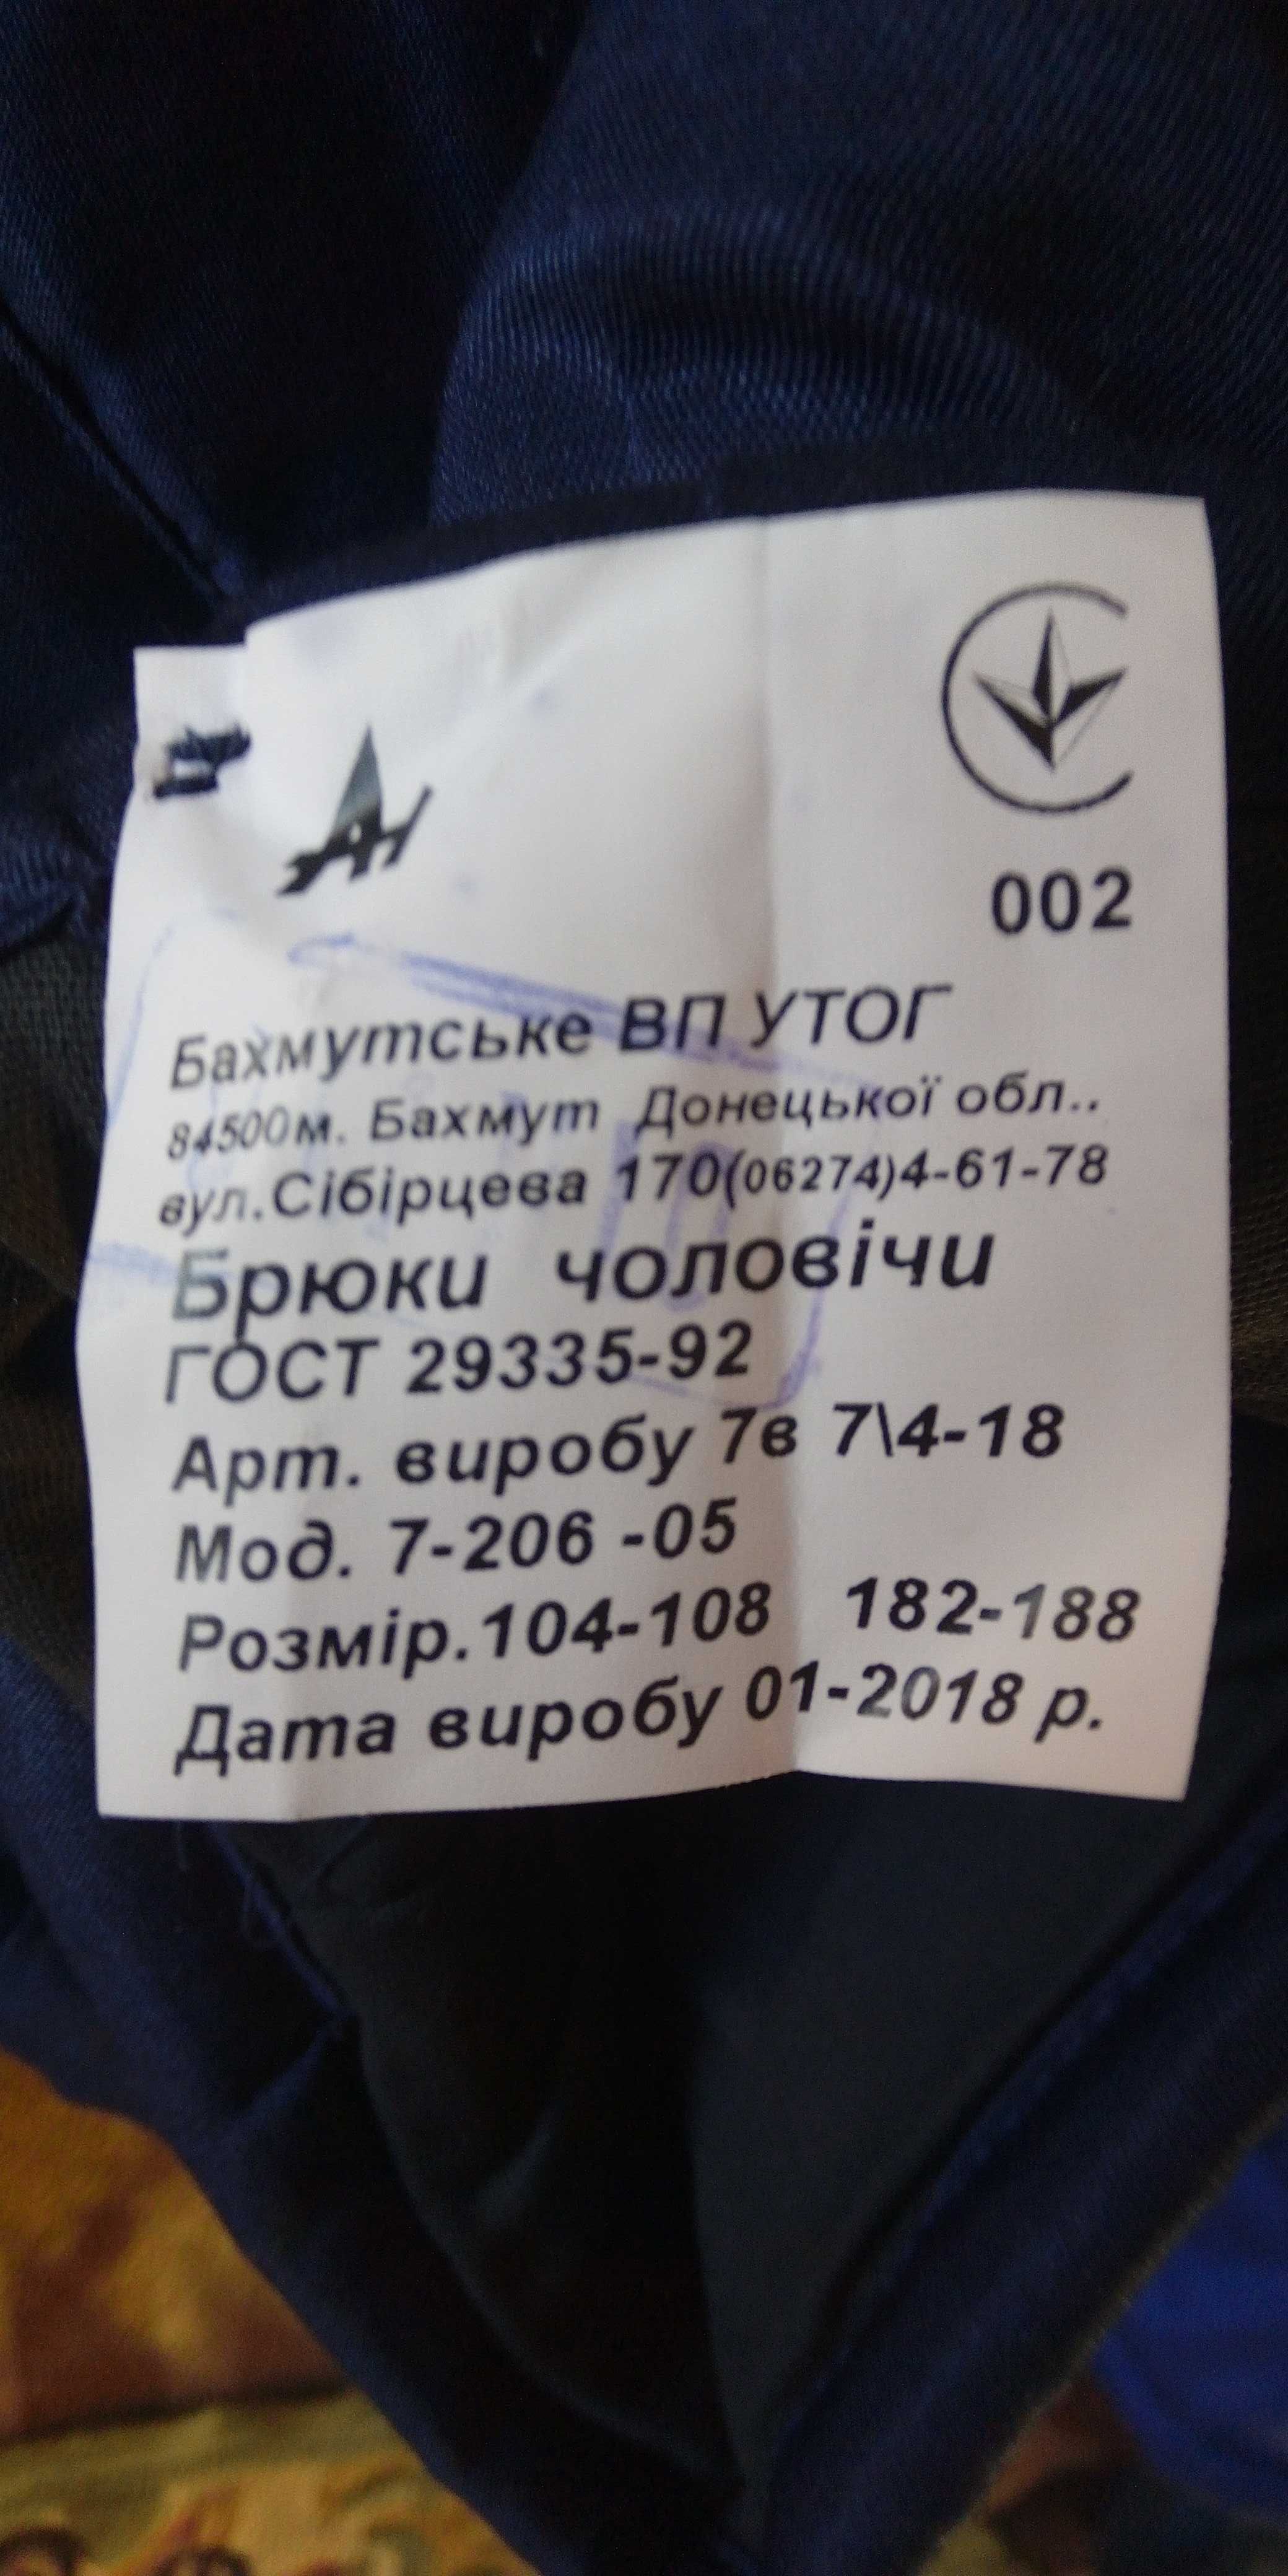 002
Бахмутське ВП УТОГ
84500м. Бахмут Донецької обл..
вул.Сібірцева 170(06274)4-61-78
Брюки чоловічи
ГОСТ 29335-92
Арт. виробу 7в 7\4-18
Мод. 7-206 -05
Розмір.104-108 182-188
Дата виробу 01-2018 р.